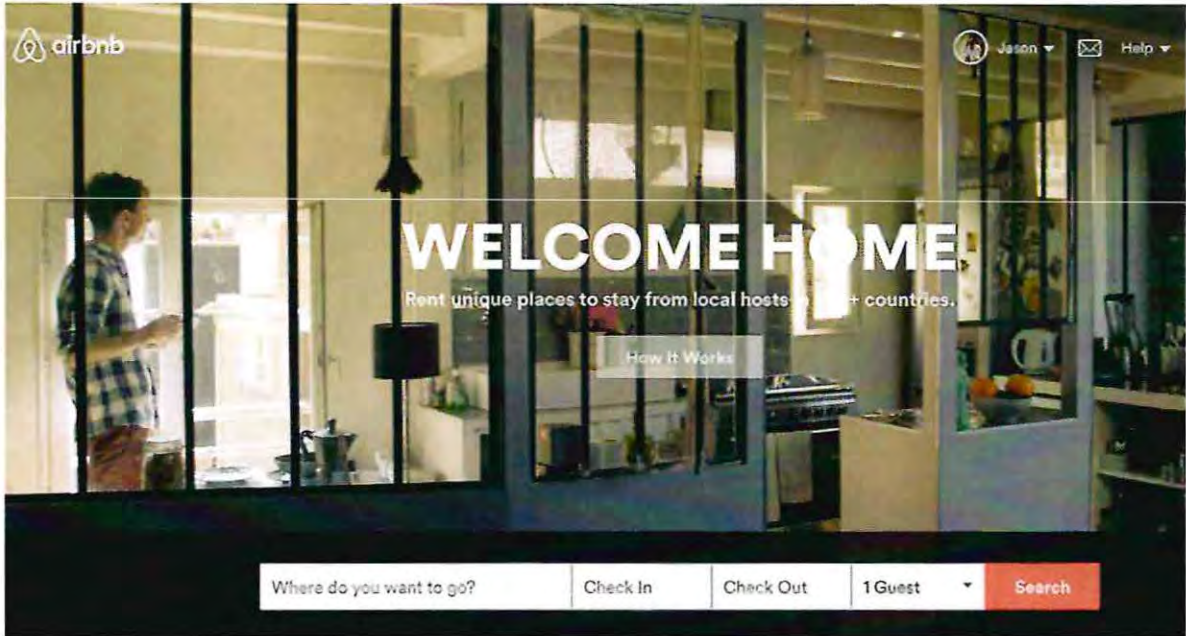 airbnb
Jason Help
WELCOME HOME
Rent unique places to stay from local hosts + countries.
How It Works
Where do you want to go? Check In Check Out 1 Guest Search